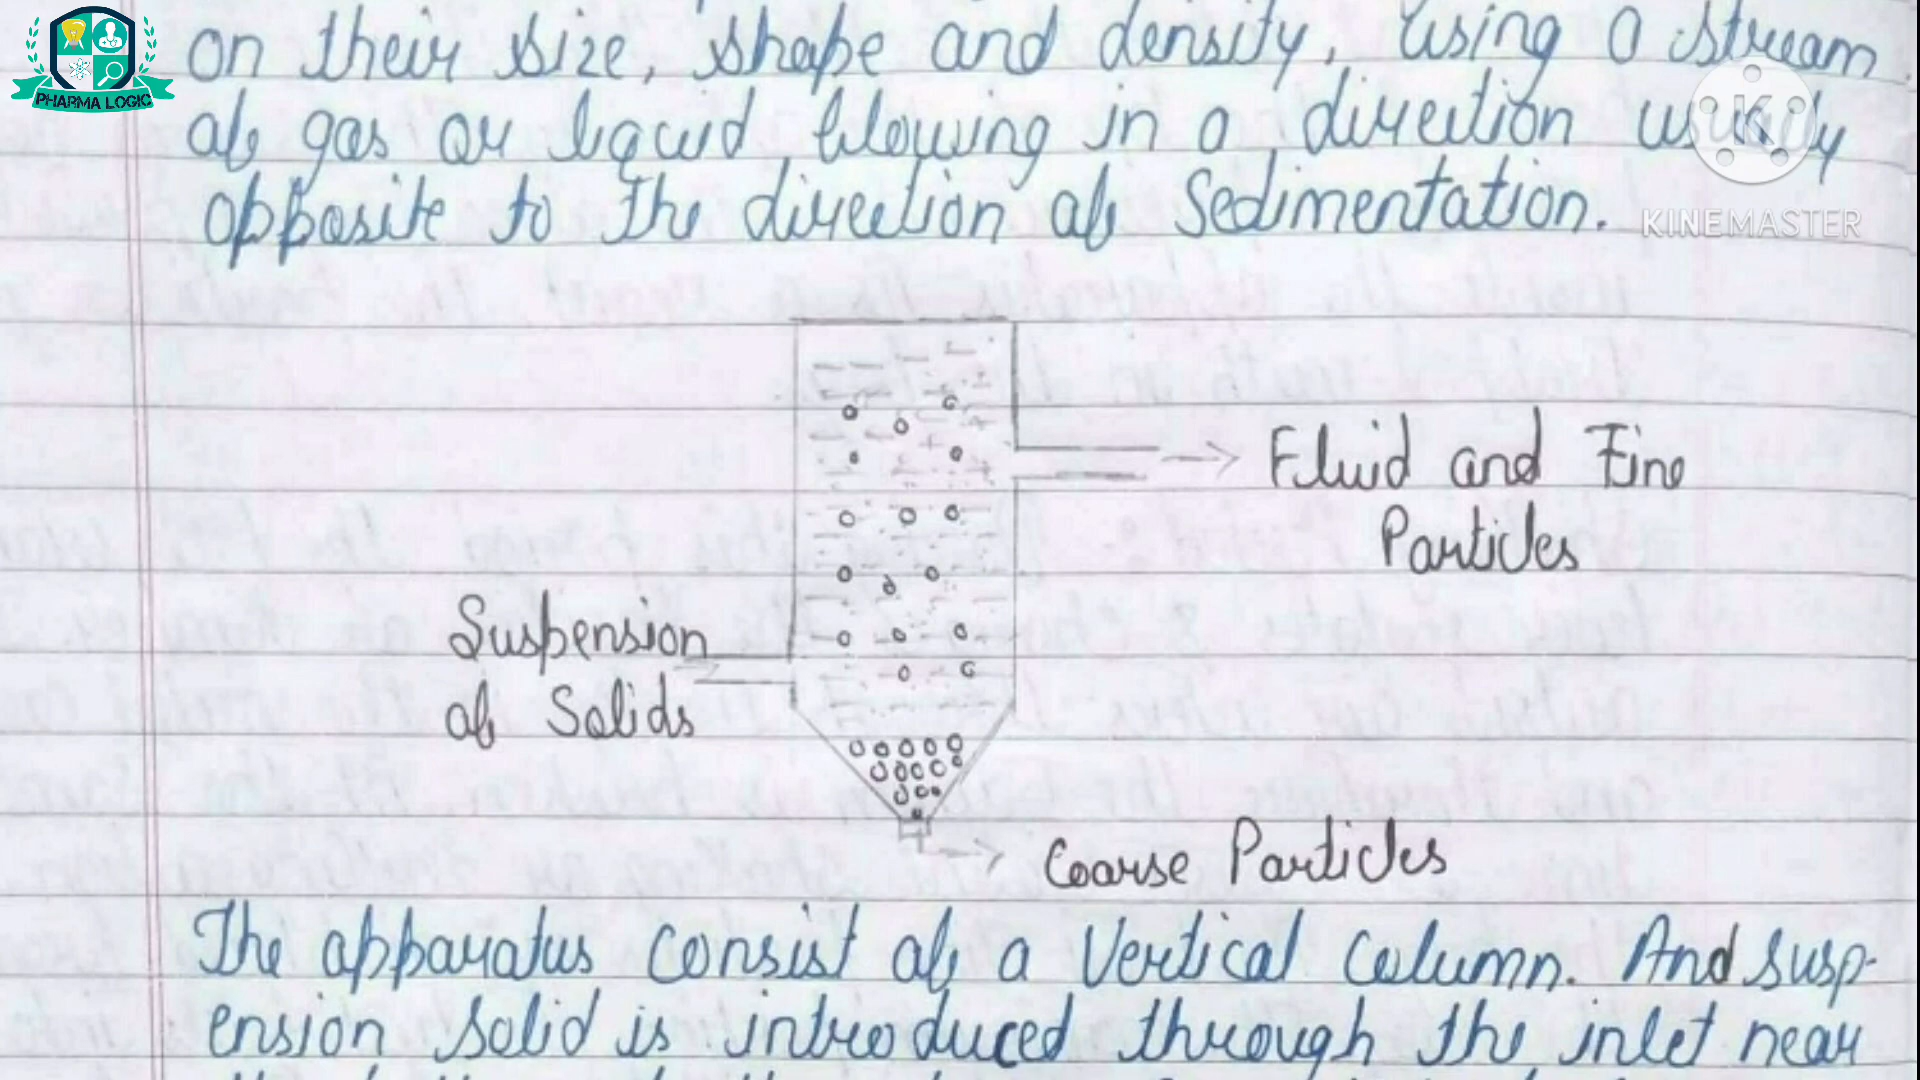 on their size, shape and density, using a stream
PHARMA LOGIC
of gas or liquid blowing in a direction usually
opposite to the direction of Sedimentation.
KINEMASTER
Fluid and Fine
Particles
Suspension
of Solids
Coarse Particles
The apparatus consist of a Vertical Column. And susp-
ension solid is introduced through the inlet near